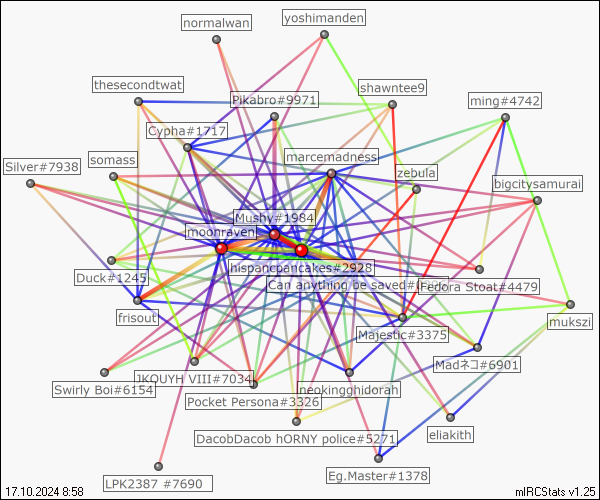 normalwan
yoshimanden
thesecondtwat
shawntee9
Pikabro#9971
ming#4742
Cypha#1717
somass
marcemadness
Silver#7938
zebula
bigcitysamurai
Mushy#1984
moonraven
hispancpancakes#2928
Duck#1245
Can anything be saved#0
Fedora Stoat#4479
frisout
mukszi
Majestic#3375
Madネコ#6901
JKQUYH VIII#7034
Swirly Boi#6154
neokingghidorah
Pocket Persona#3326
DacobDacob hORNY police#5271
eliakith
Eg.Master#1378
LPK2387 #7690
17.10.2024 8:58
mIRCStats v1.25